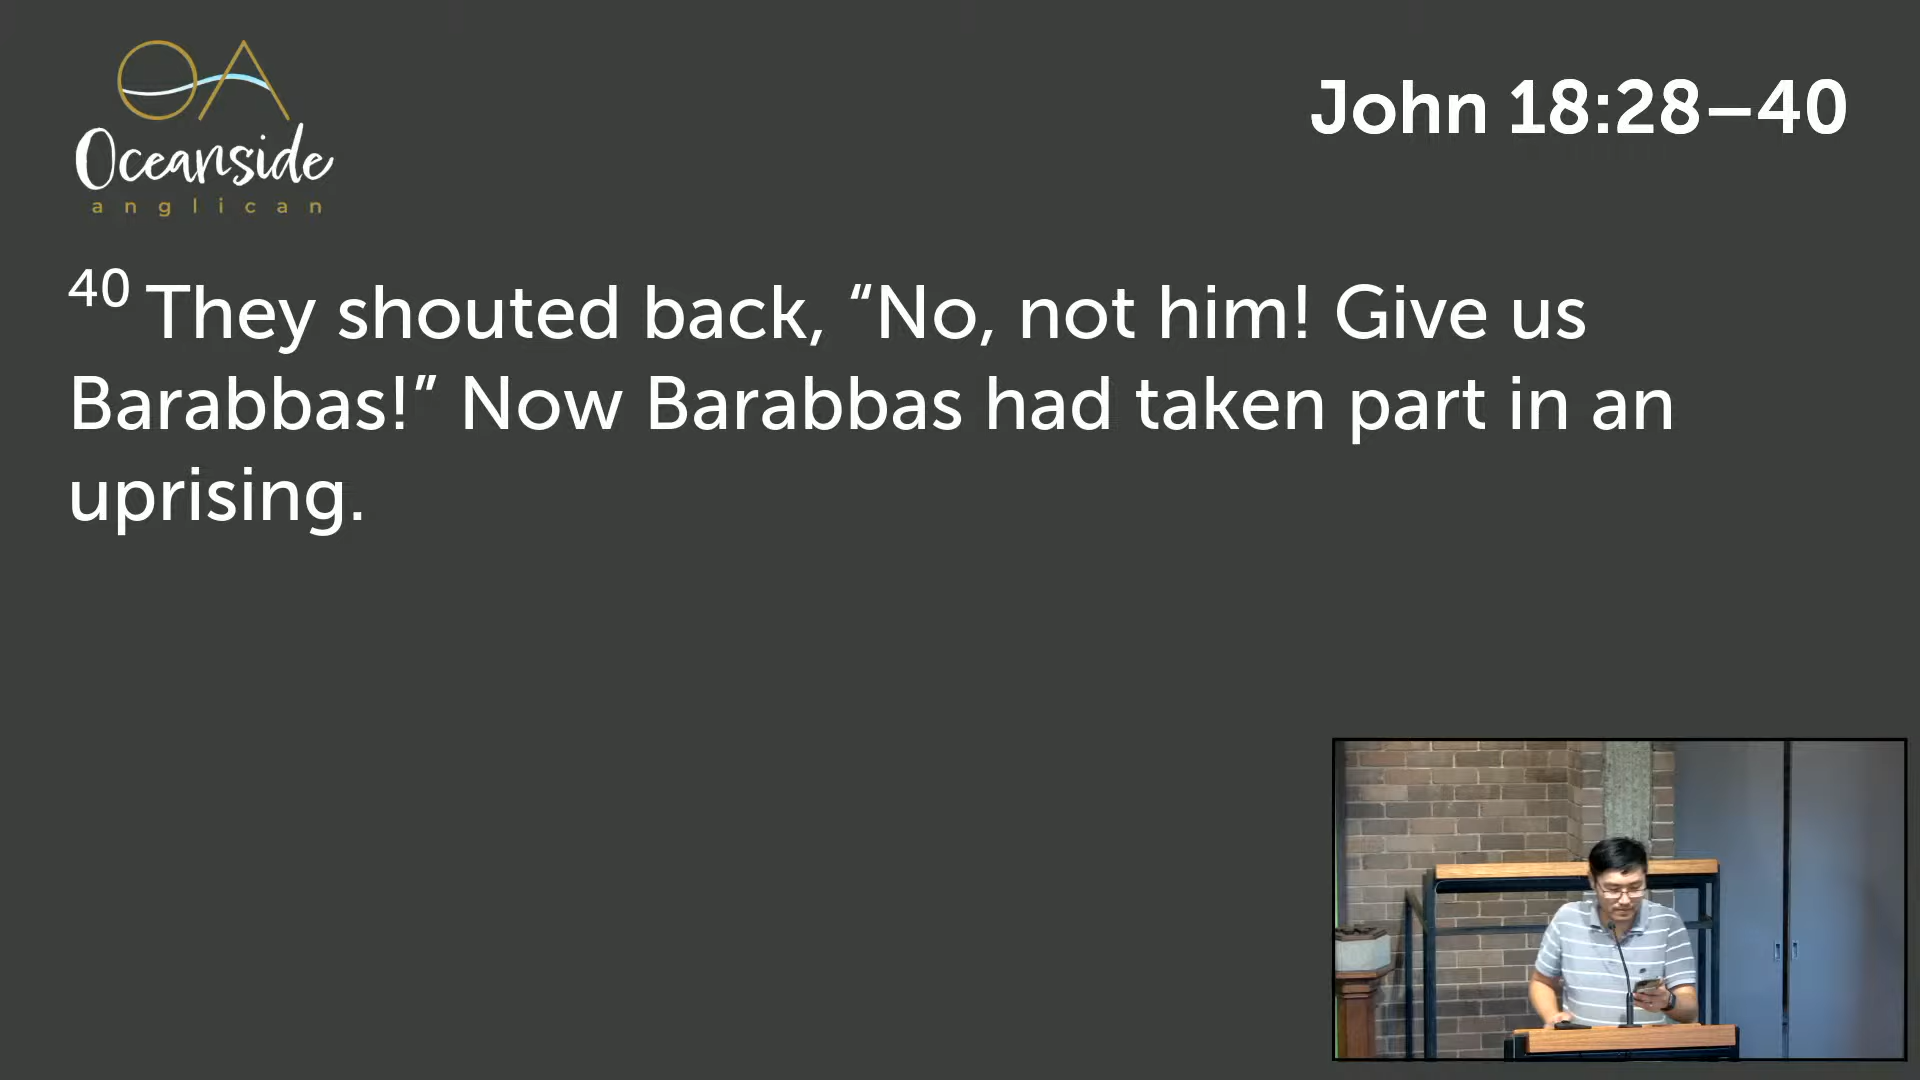 OA
Oceanside
anglican
John 18:28–40
40 They shouted back, “No, not him! Give us
Barabbas!” Now Barabbas had taken part in an
uprising.